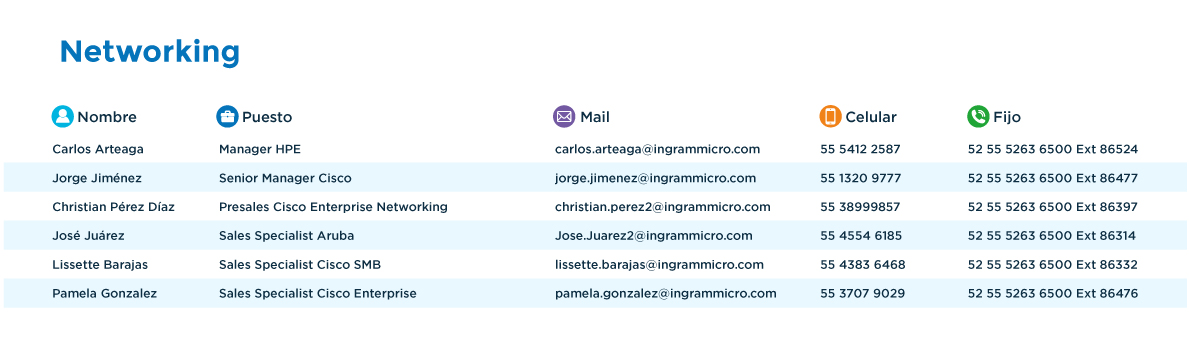 Networking
Nombre Puesto Mail Celular Fijo
Carlos Arteaga Manager HPE carlos.arteaga@ingrammicro.com 55 5412 2587 52 55 5263 6500 Ext 86524
Jorge Jiménez Senior Manager Cisco jorge.jimenez@ingrammicro.com 55 1320 9777 52 55 5263 6500 Ext 86477
Christian Pérez Díaz Presales Cisco Enterprise Networking christian.perez2@ingrammicro.com 55 38999857 52 55 5263 6500 Ext 86397
José Juárez Sales Specialist Aruba Jose.Juarez2@ingrammicro.com 55 4554 6185 52 55 5263 6500 Ext 86314
Lissette Barajas Sales Specialist Cisco SMB lissette.barajas@ingrammicro.com 55 4383 6468 52 55 5263 6500 Ext 86332
Pamela Gonzalez Sales Specialist Cisco Enterprise pamela.gonzalez@ingrammicro.com 55 3707 9029 52 55 5263 6500 Ext 86476